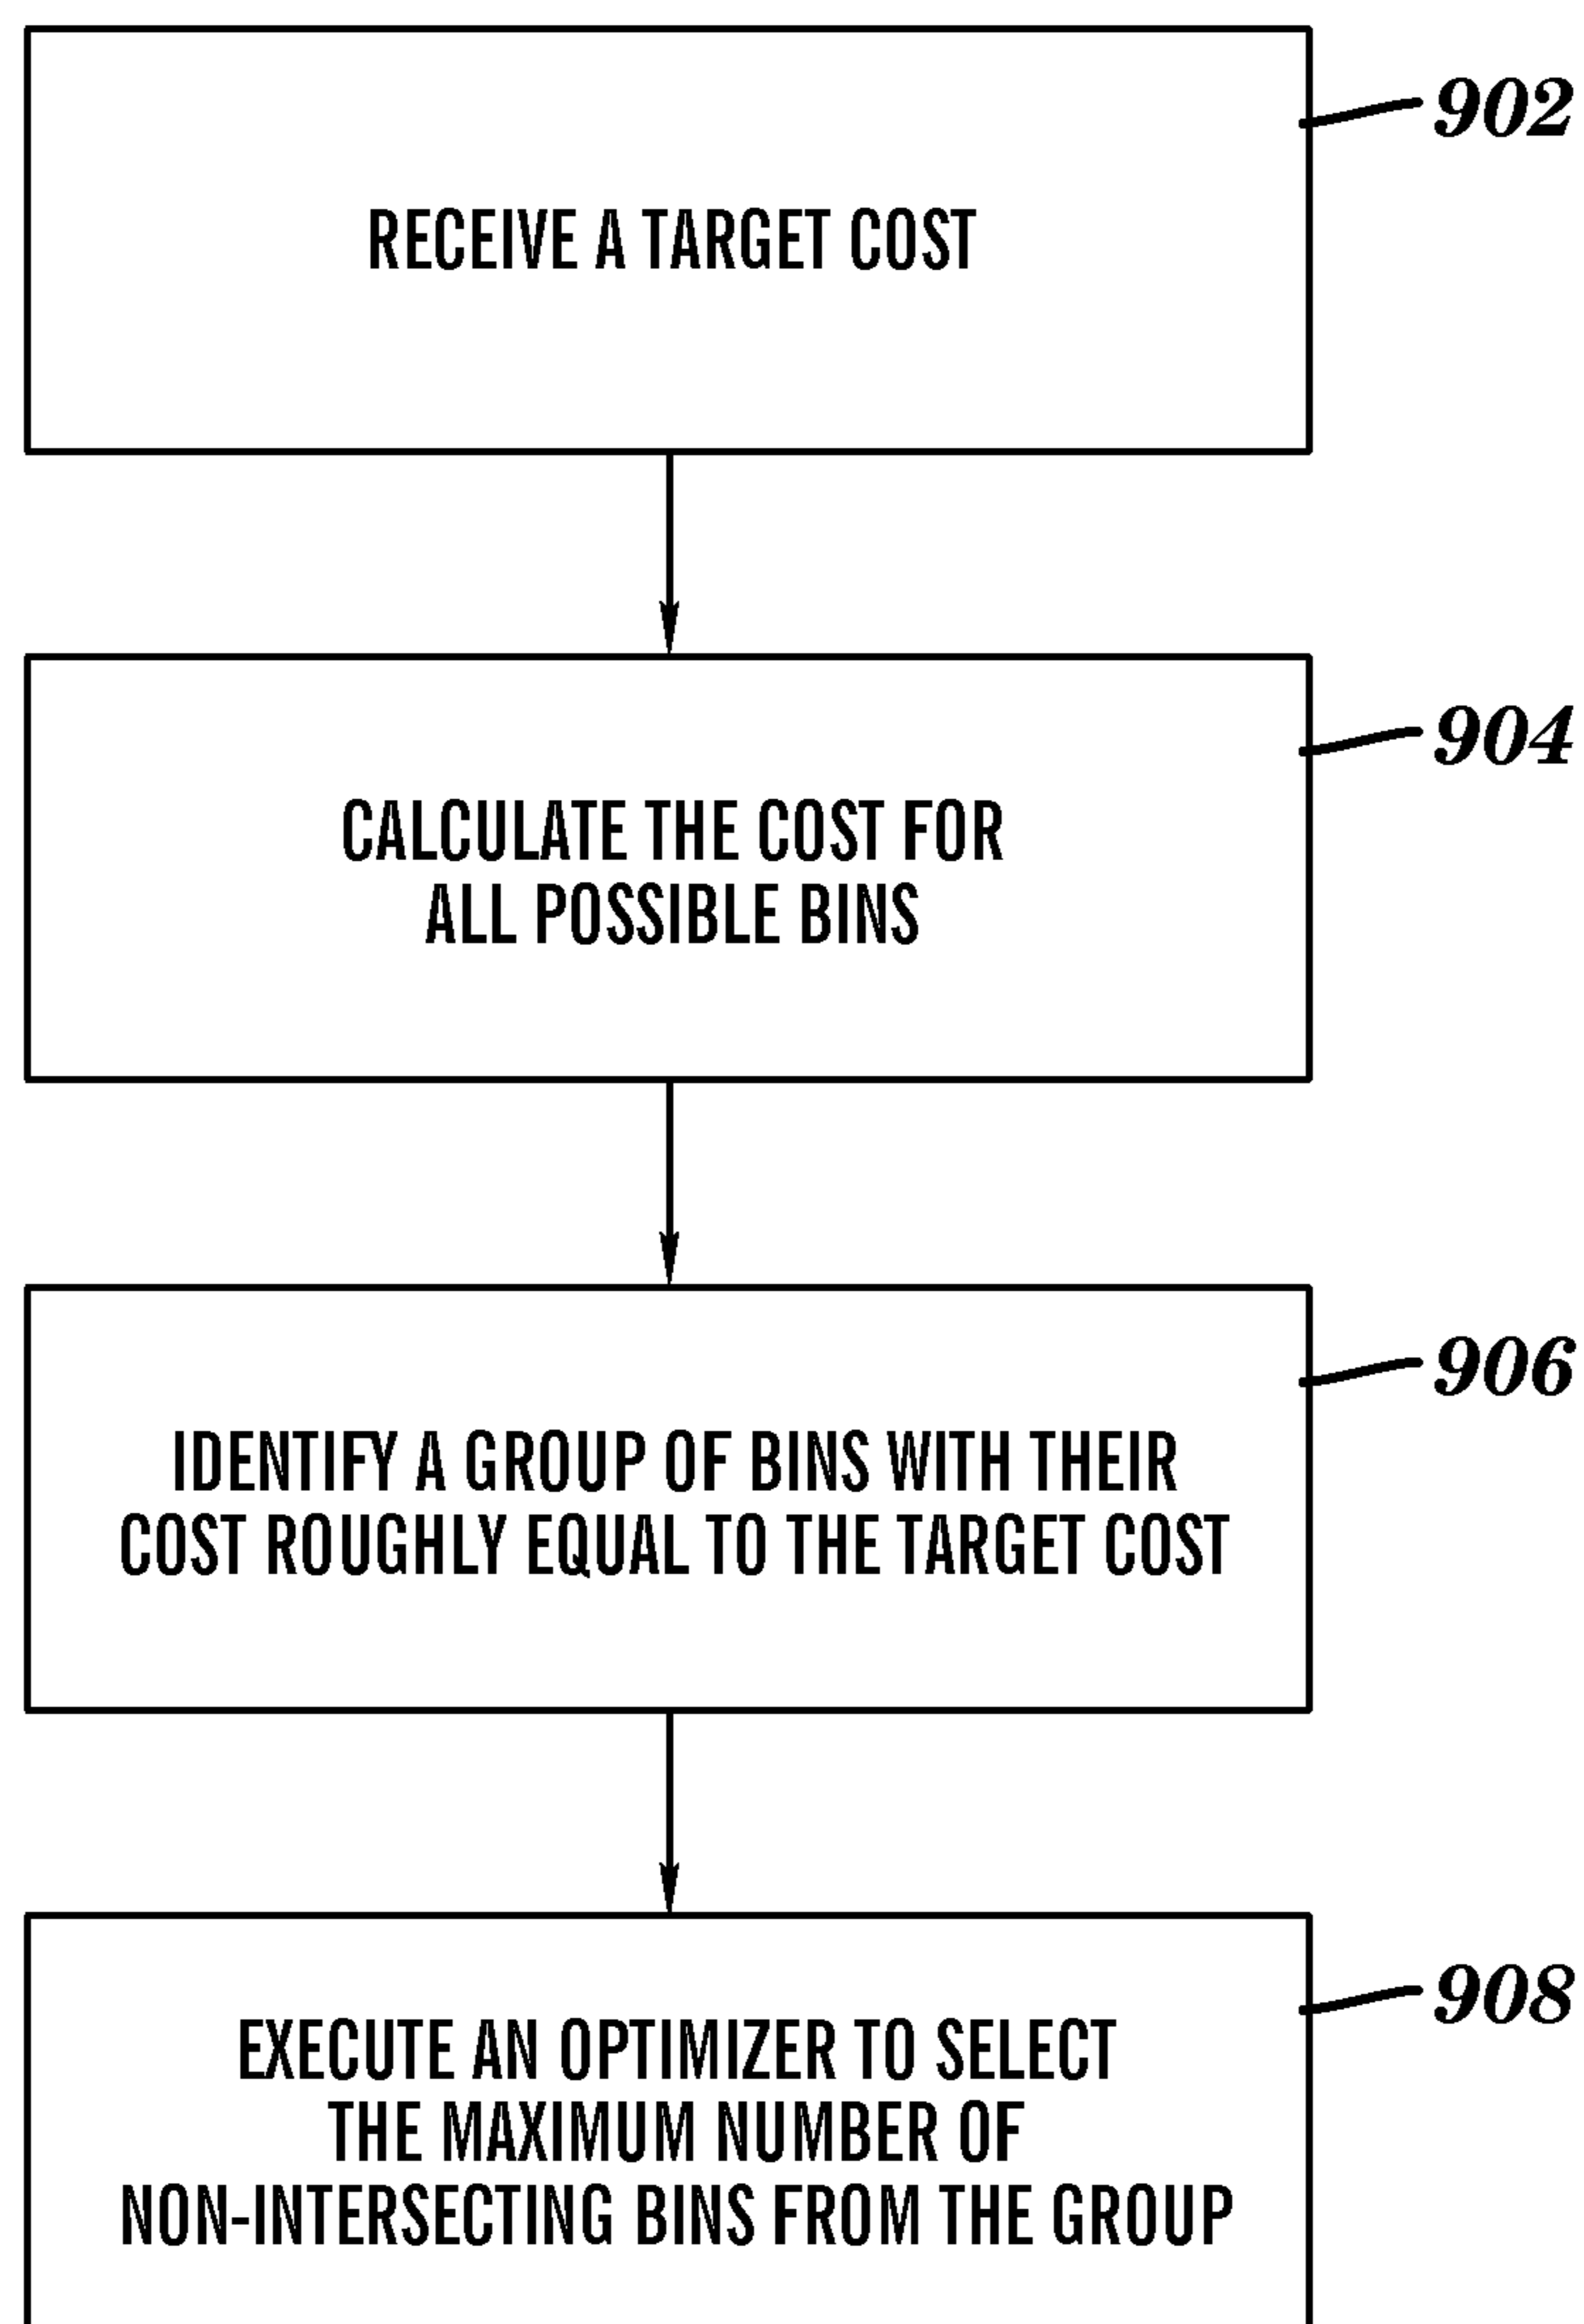 902
RECEIVE A TARGET COST
904
CALCULATE THE COST FOR
ALL POSSIBLE BINS
906
IDENTIFY A GROUP OF BINS WITH THEIR
COST ROUGHLY EQUAL TO THE TARGET COST
908
EXECUTE AN OPTIMIZER TO SELECT
THE MAXIMUM NUMBER OF
NON-INTERSECTING BINS FROM THE GROUP